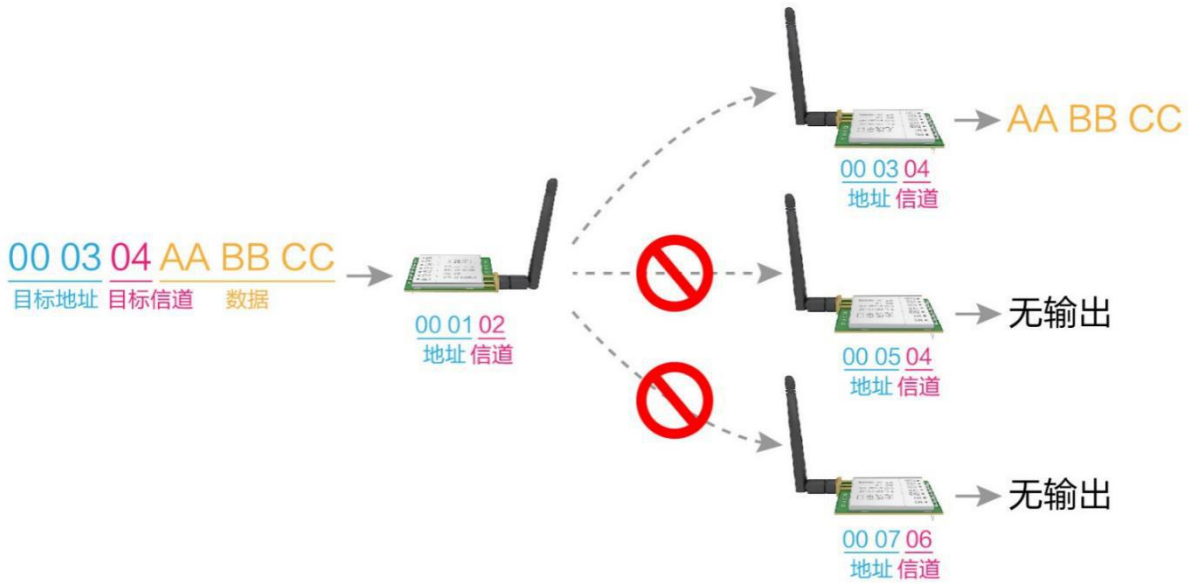 00 03 04 AA BB CC
目标地址 目标信道 数据
00 01 02
地址 信道
AA BB CC
00 03 04
地址 信道
无输出
00 05 04
地址 信道
无输出
00 07 06
地址 信道